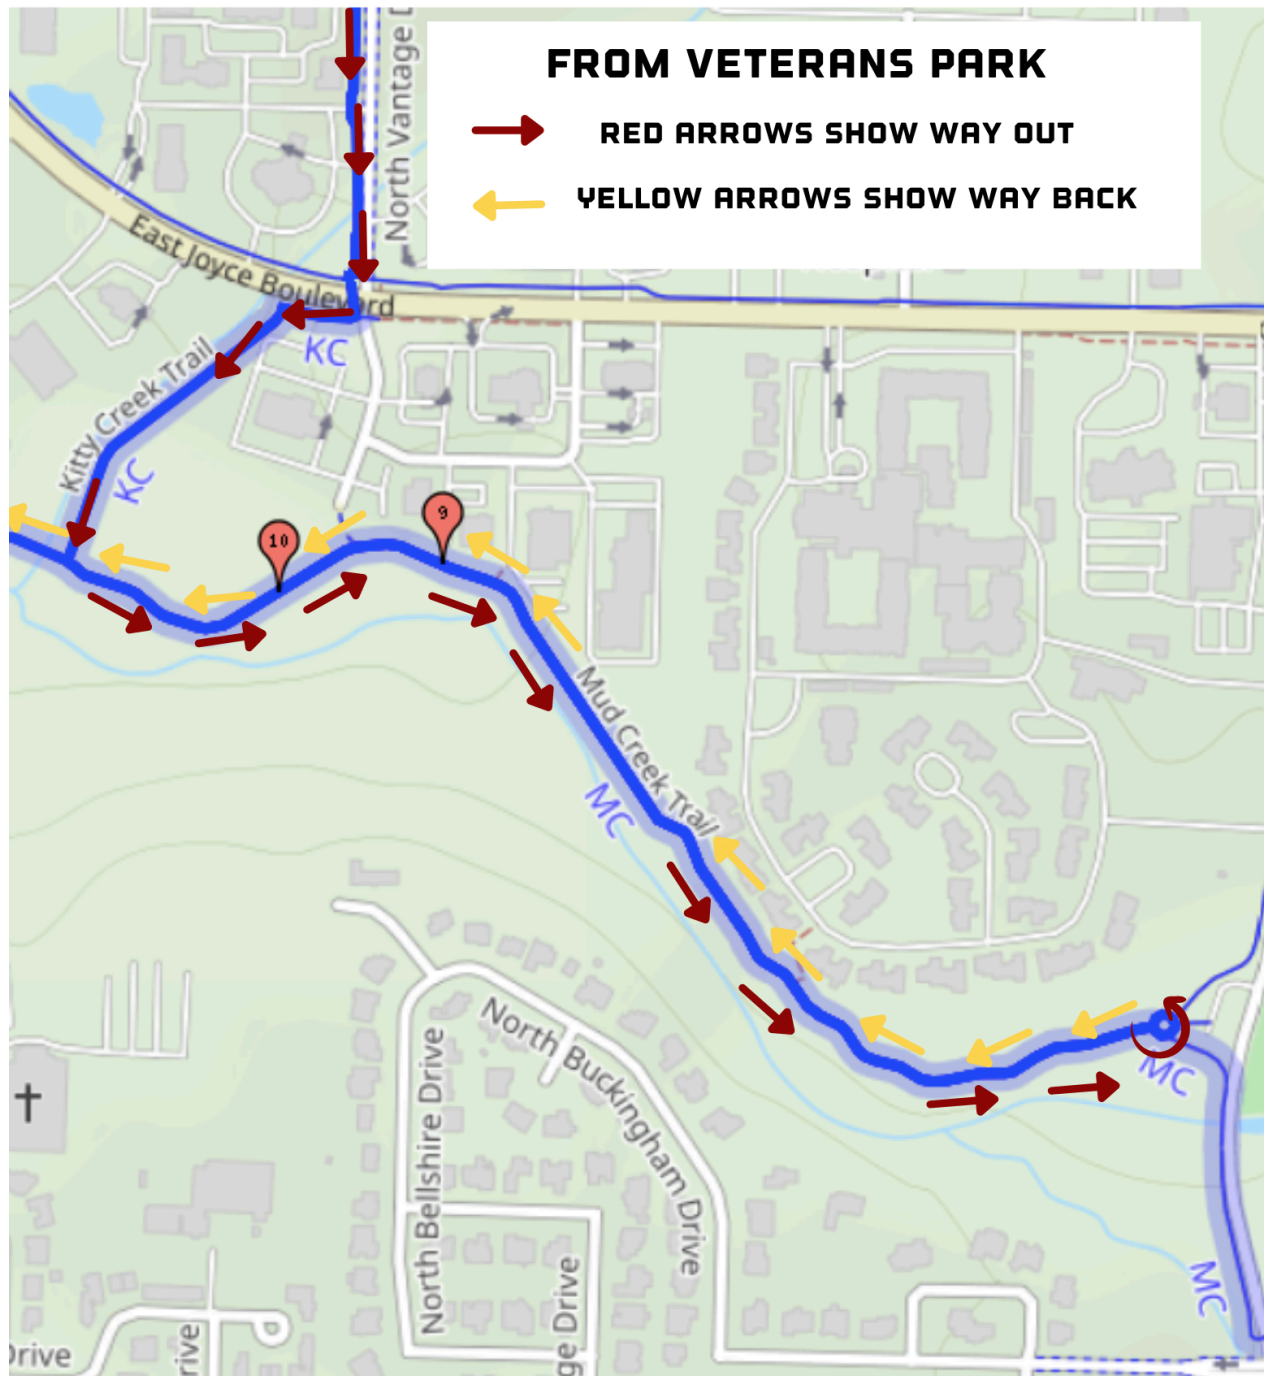 North Vantage D
FROM VETERANS PARK
RED ARROWS SHOW WAY OUT
YELLOW ARROWS SHOW WAY BACK
East Joyce Boulevard
KC
Kitty Creek Trail
KC
9
10
Mud Creek Trail
MC
MC
North Buckingham Drive
North Bellshire Drive
MC
ge Drive
Drive
rive